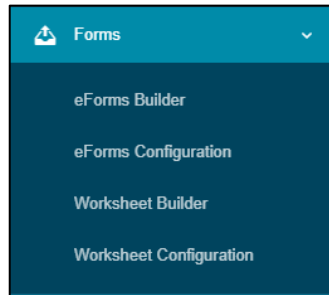 Forms
eForms Builder
eForms Configuration
Worksheet Builder
Worksheet Configuration